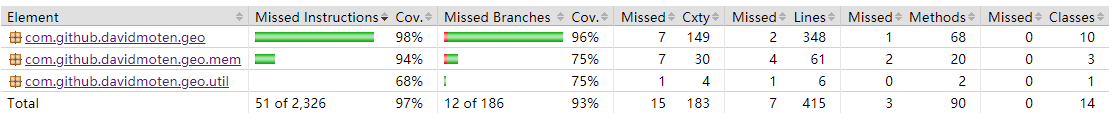 Element Missed Instructions Cov. Missed Branches Cov. Missed Cxty Missed Lines Missed Methods Missed Classes
com.github.davidmoten.geo 98% 96% 7 149 2 348 1 68 0 10
com.github.davidmoten.geo.mem 94% 75% 7 30 4 61 2 20 0 3
com.github.davidmoten.geo.util 68% 75% 1 4 1 6 0 2 0 1
Total 51 of 2,326 97% 12 of 186 93% 15 183 7 415 3 90 0 14